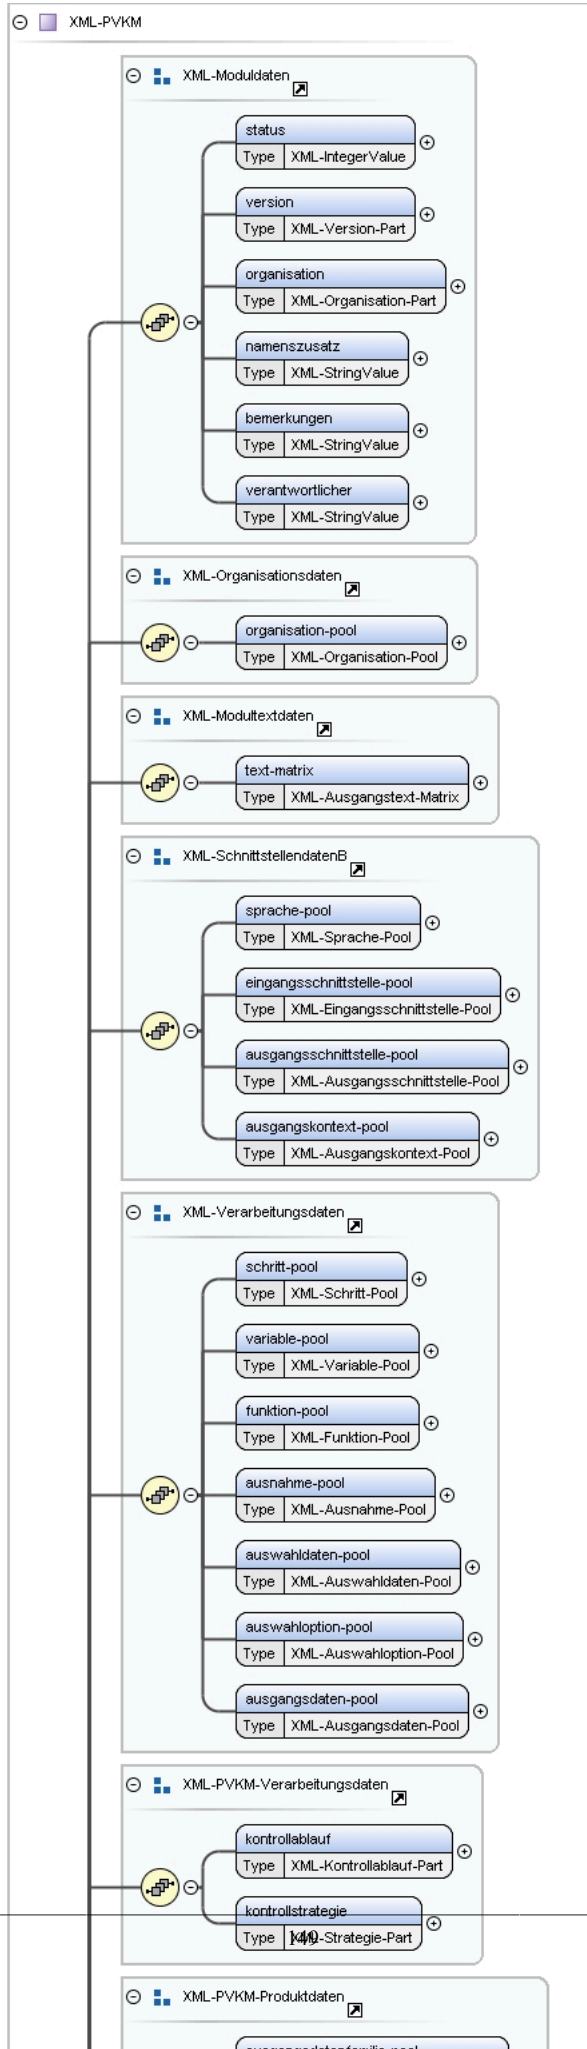 XML-PVKM
XML-Moduldaten
status
Type XML-IntegerValue
version
Type XML-Version-Part
organisation
Type XML-Organisation-Part
namenszusatz
Type XML-StringValue
bemerkungen
Type XML-StringValue
verantwortlicher
Type XML-StringValue
XML-Organisationsdaten
organisation-pool
Type XML-Organisation-Pool
XML-Modultextdaten
text-matrix
Type XML-Ausgangstext-Matrix
XML-SchnittstellendatenB
sprache-pool
Type XML-Sprache-Pool
eingangsschnittstelle-pool
Type XML-Eingangsschnittstelle-Pool
ausgangsschnittstelle-pool
Type XML-Ausgangsschnittstelle-Pool
ausgangskontext-pool
Type XML-Ausgangskontext-Pool
XML-Verarbeitungsdaten
schritt-pool
Type XML-Schritt-Pool
variable-pool
Type XML-Variable-Pool
funktion-pool
Type XML-Funktion-Pool
ausnahme-pool
Type XML-Ausnahme-Pool
auswahldaten-pool
Type XML-Auswahldaten-Pool
auswahloption-pool
Type XML-Auswahloption-Pool
ausgangsdaten-pool
Type XML-Ausgangsdaten-Pool
XML-PVKM-Verarbeitungsdaten
kontrollablauf
Type XML-Kontrollablauf-Part
kontrollstrategie
Type XML-Strategie-Part
149
XML-PVKM-Produktdaten